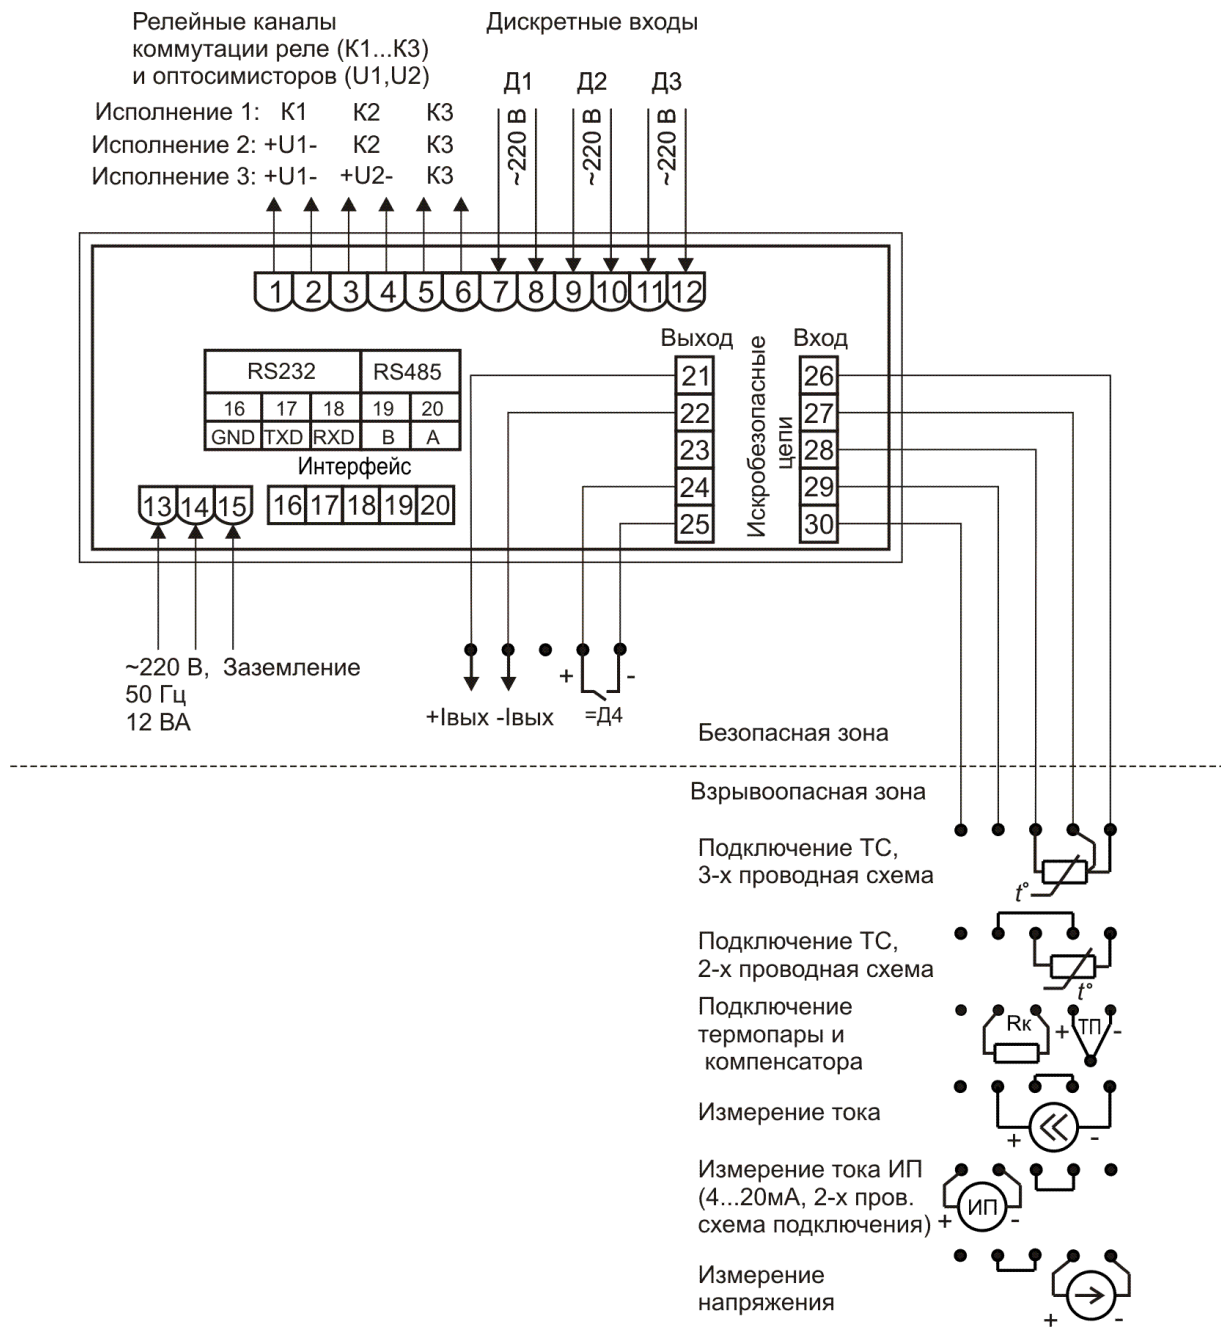 Релейные каналы
коммутации реле (К1...К3)
и оптосимисторов (U1,U2)
Дискретные входы
Д1 Д2 Д3
~220 В ~220 В ~220 В
Исполнение 1: К1 К2 К3
Исполнение 2: +U1- К2 К3
Исполнение 3: +U1- +U2- К3
1 2 3 4 5 6 7 8 9 10 11 12
Выход
21
22
23
24
25
Искробезопасные
цепи
Вход
26
27
28
29
30
RS232 RS485
16 17 18 19 20
GND TXD RXD B A
Интерфейс
13 14 15
16 17 18 19 20
~220 В, Заземление
50 Гц
12 ВА
+ -
+Iвых -Iвых =Д4
Безопасная зона
Взрывоопасная зона
Подключение ТС,
3-х проводная схема
t°
Подключение ТС,
2-х проводная схема
t°
Подключение
термопары и
компенсатора
Rк + ТП -
Измерение тока
+ -
Измерение тока ИП
(4...20мА, 2-х пров.
схема подключения)
+ ИП -
Измерение
напряжения
+ -